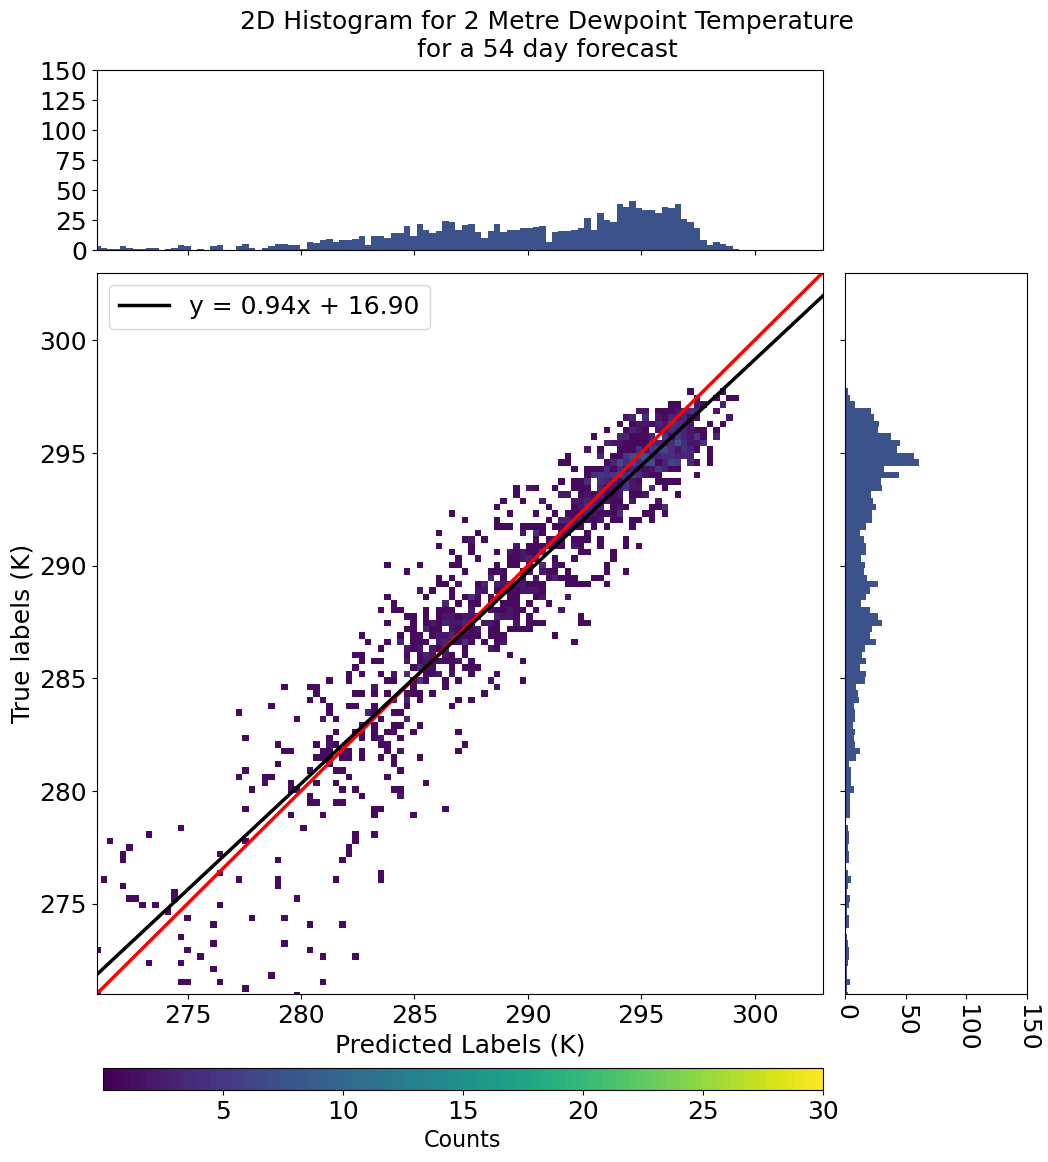 2D Histogram for 2 Metre Dewpoint Temperature
for a 54 day forecast
150
125
100
75
50
25
0
y = 0.94x + 16.90
300
295
290
285
280
275
True labels (K)
275 280 285 290 295 300
Predicted Labels (K)
0 50 100 150
5 10 15 20 25 30
Counts